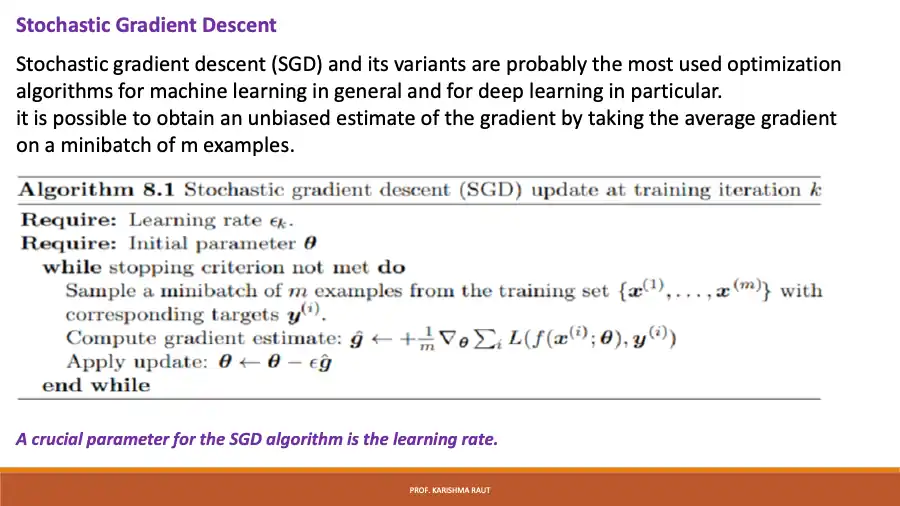 Stochastic Gradient Descent
Stochastic gradient descent (SGD) and its variants are probably the most used optimization
algorithms for machine learning in general and for deep learning in particular.
it is possible to obtain an unbiased estimate of the gradient by taking the average gradient
on a minibatch of m examples.
Algorithm 8.1 Stochastic gradient descent (SGD) update at training iteration k
Require: Learning rate ϵₖ.
Require: Initial parameter θ
while stopping criterion not met do
Sample a minibatch of m examples from the training set {x⁽¹⁾, . . . , x⁽ᵐ⁾} with
corresponding targets y⁽ⁱ⁾.
Compute gradient estimate: ĝ ← +1/m ∇θ ∑ᵢ L(f(x⁽ⁱ⁾; θ), y⁽ⁱ⁾)
Apply update: θ ← θ − ϵĝ
end while
A crucial parameter for the SGD algorithm is the learning rate.
PROF. KARISHMA RAUT